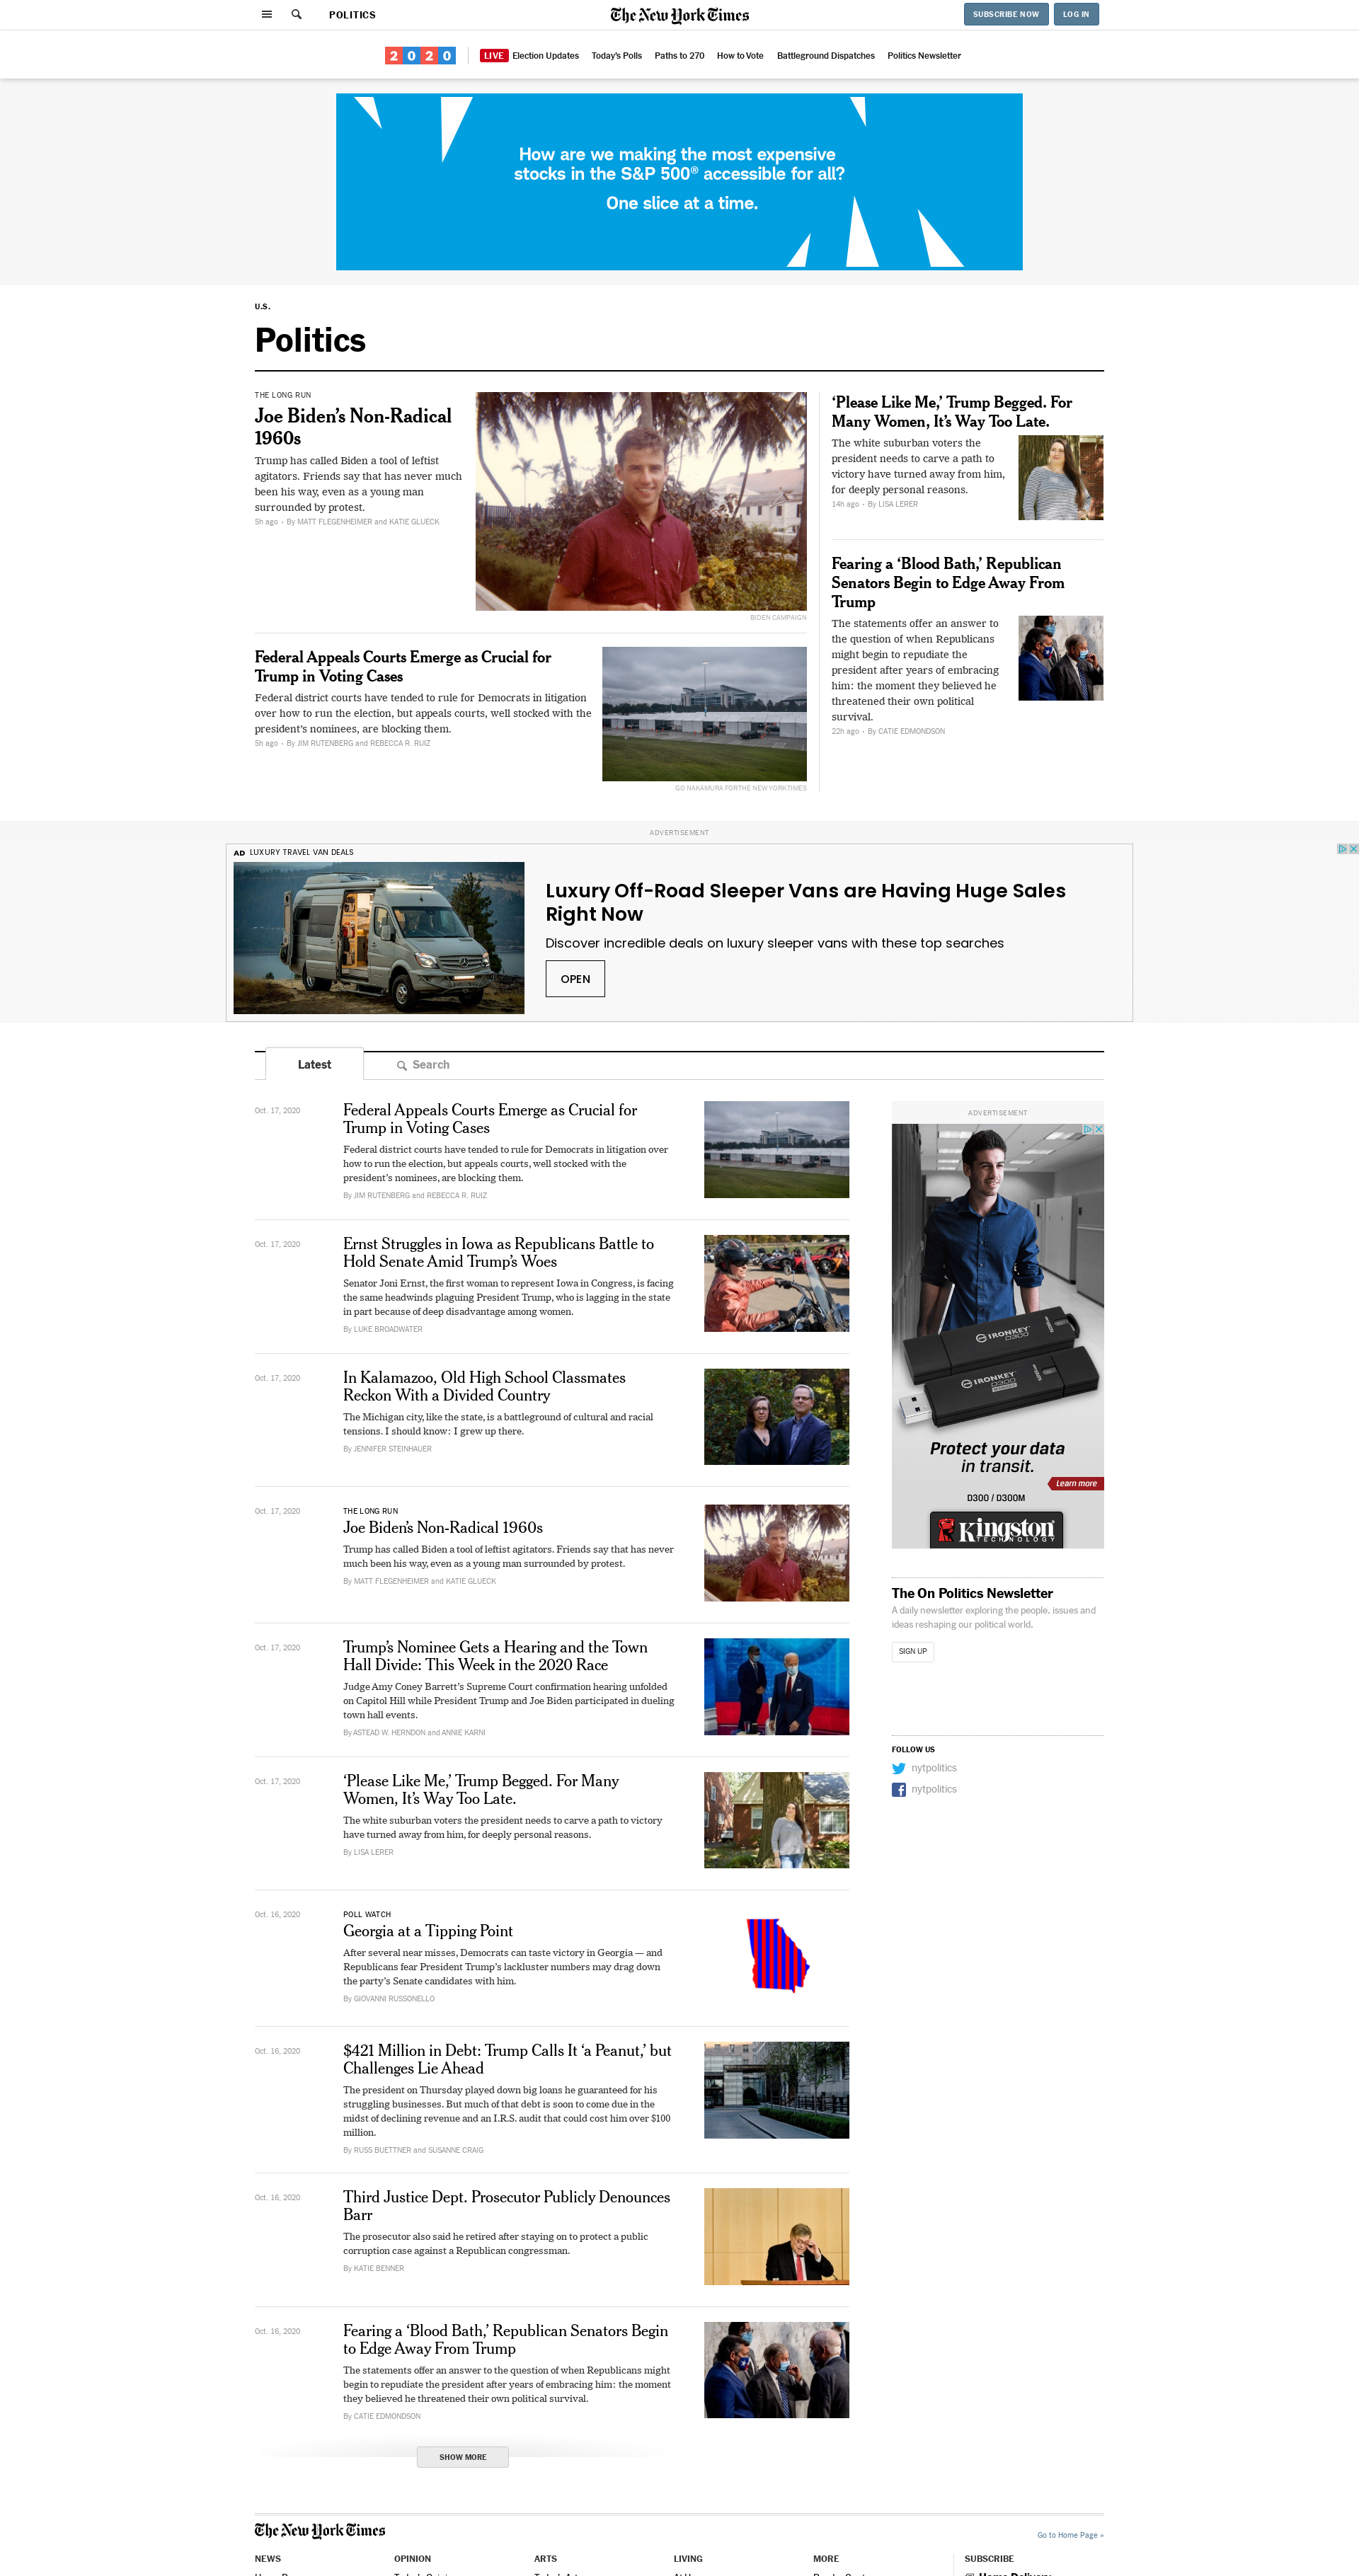 POLITICS
The New York Times
SUBSCRIBE NOW
LOG IN
2020
LIVE Election Updates
Today's Polls
Paths to 270
How to Vote
Battleground Dispatches
Politics Newsletter
How are we making the most expensive
stocks in the S&P 500® accessible for all?
One slice at a time.
U.S.
Politics
THE LONG RUN
Joe Biden's Non-Radical
1960s
Trump has called Biden a tool of leftist
agitators. Friends say that has never much
been his way, even as a young man
surrounded by protest.
5h ago • By MATT FLEGENHEIMER and KATIE GLUECK
BIDEN CAMPAIGN
Federal Appeals Courts Emerge as Crucial for
Trump in Voting Cases
Federal district courts have tended to rule for Democrats in litigation
over how to run the election, but appeals courts, well stocked with the
president's nominees, are blocking them.
5h ago • By JIM RUTENBERG and REBECCA R. RUIZ
GO NAKAMURA FOR THE NEW YORK TIMES
‘Please Like Me,’ Trump Begged. For
Many Women, It’s Way Too Late.
The white suburban voters the
president needs to carve a path to
victory have turned away from him,
for deeply personal reasons.
14h ago • By LISA LERER
Fearing a ‘Blood Bath,’ Republican
Senators Begin to Edge Away From
Trump
The statements offer an answer to
the question of when Republicans
might begin to repudiate the
president after years of embracing
him: the moment they believed he
threatened their own political
survival.
22h ago • By CATIE EDMONDSON
ADVERTISEMENT
AD LUXURY TRAVEL VAN DEALS
Luxury Off-Road Sleeper Vans are Having Huge Sales
Right Now
Discover incredible deals on luxury sleeper vans with these top searches
OPEN
Latest
Search
Oct. 17, 2020
Federal Appeals Courts Emerge as Crucial for
Trump in Voting Cases
Federal district courts have tended to rule for Democrats in litigation over
how to run the election, but appeals courts, well stocked with the
president's nominees, are blocking them.
By JIM RUTENBERG and REBECCA R. RUIZ
Oct. 17, 2020
Ernst Struggles in Iowa as Republicans Battle to
Hold Senate Amid Trump’s Woes
Senator Joni Ernst, the first woman to represent Iowa in Congress, is facing
the same headwinds plaguing President Trump, who is lagging in the state
in part because of deep disadvantage among women.
By LUKE BROADWATER
Oct. 17, 2020
In Kalamazoo, Old High School Classmates
Reckon With a Divided Country
The Michigan city, like the state, is a battleground of cultural and racial
tensions. I should know: I grew up there.
By JENNIFER STEINHAUER
Oct. 17, 2020
THE LONG RUN
Joe Biden’s Non-Radical 1960s
Trump has called Biden a tool of leftist agitators. Friends say that has never
much been his way, even as a young man surrounded by protest.
By MATT FLEGENHEIMER and KATIE GLUECK
Oct. 17, 2020
Trump’s Nominee Gets a Hearing and the Town
Hall Divide: This Week in the 2020 Race
Judge Amy Coney Barrett’s Supreme Court confirmation hearing unfolded
on Capitol Hill while President Trump and Joe Biden participated in dueling
town hall events.
By ASTEAD W. HERNDON and ANNIE KARNI
Oct. 17, 2020
‘Please Like Me,’ Trump Begged. For Many
Women, It’s Way Too Late.
The white suburban voters the president needs to carve a path to victory
have turned away from him, for deeply personal reasons.
By LISA LERER
Oct. 16, 2020
POLL WATCH
Georgia at a Tipping Point
After several near misses, Democrats can taste victory in Georgia — and
Republicans fear President Trump’s lackluster numbers may drag down
the party’s Senate candidates with him.
By GIOVANNI RUSSONELLO
Oct. 16, 2020
$421 Million in Debt: Trump Calls It ‘a Peanut,’ but
Challenges Lie Ahead
The president on Thursday played down big loans he guaranteed for his
struggling businesses. But much of that debt is soon to come due in the
midst of declining revenue and an I.R.S. audit that could cost him over $100
million.
By RUSS BUETTNER and SUSANNE CRAIG
Oct. 16, 2020
Third Justice Dept. Prosecutor Publicly Denounces
Barr
The prosecutor also said he retired after staying on to protect a public
corruption case against a Republican congressman.
By KATIE BENNER
Oct. 16, 2020
Fearing a ‘Blood Bath,’ Republican Senators Begin
to Edge Away From Trump
The statements offer an answer to the question of when Republicans might
begin to repudiate the president after years of embracing him: the moment
they believed he threatened their own political survival.
By CATIE EDMONDSON
SHOW MORE
ADVERTISEMENT
IRONKEY
D300
IRONKEY
D300
Protect your data
in transit.
Learn more
D300 / D300M
Kingston
TECHNOLOGY
The On Politics Newsletter
A daily newsletter exploring the people, issues and
ideas reshaping our political world.
SIGN UP
FOLLOW US
nytpolitics
nytpolitics
The New York Times
Go to Home Page »
NEWS
OPINION
ARTS
LIVING
MORE
SUBSCRIBE